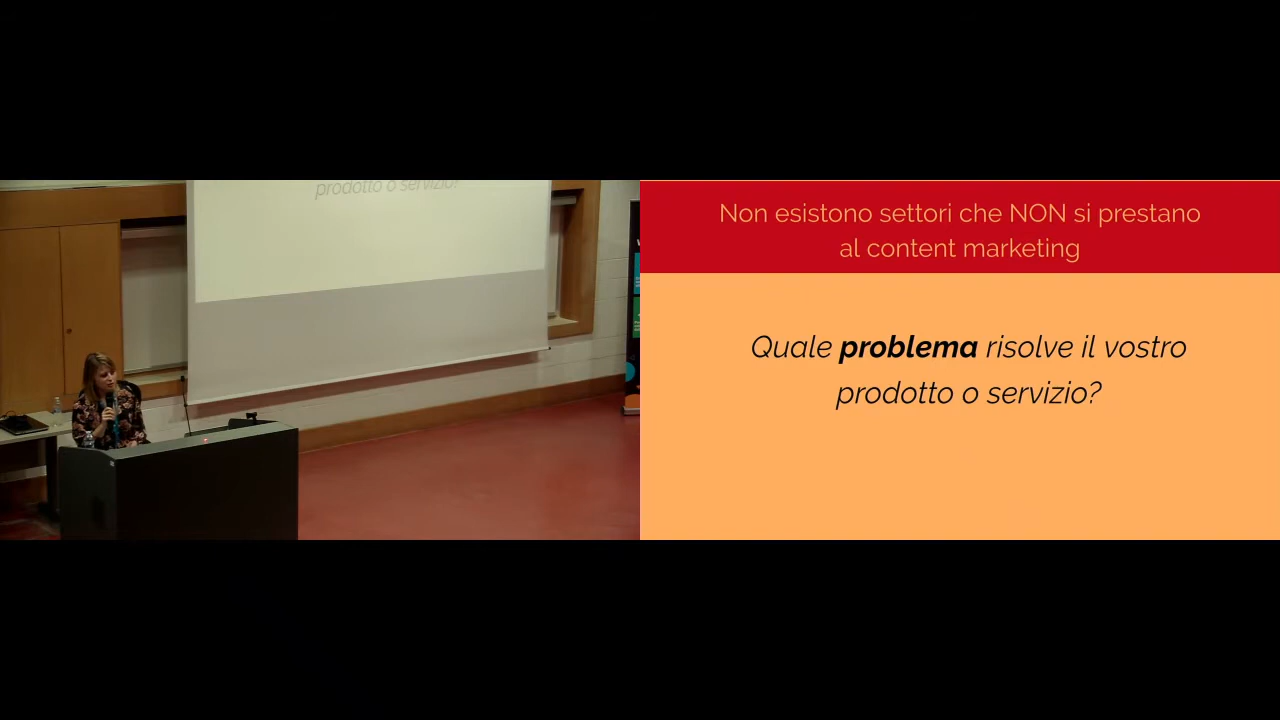 prodotto o servizio?
Non esistono settori che NON si prestano
al content marketing
Quale problema risolve il vostro
prodotto o servizio?